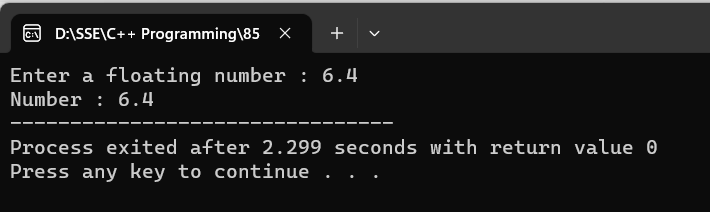 D:\SSE\C++ Programming\85
Enter a floating number : 6.4
Number : 6.4
--------------------------------
Process exited after 2.299 seconds with return value 0
Press any key to continue . . .